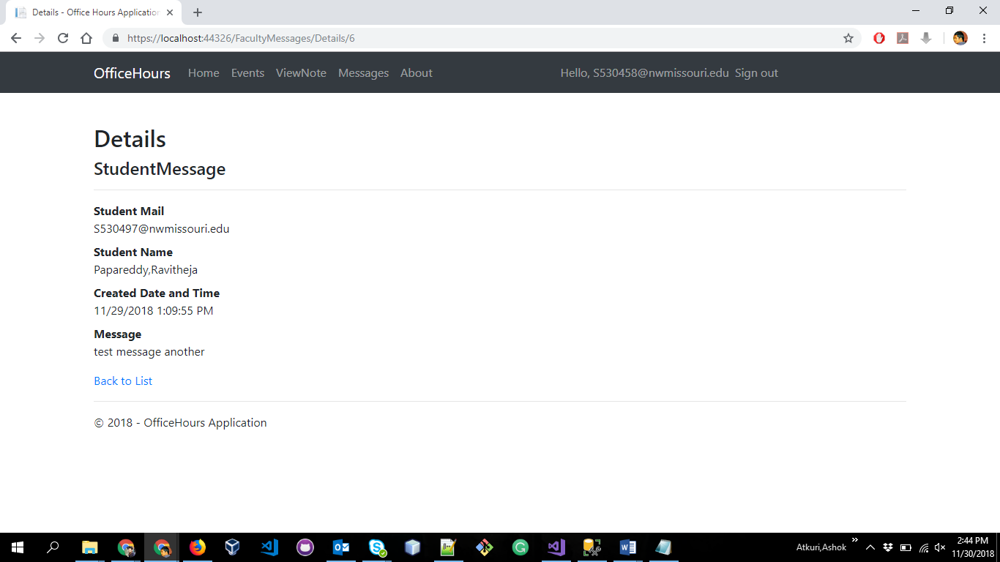 Details - Office Hours Application
https://localhost:44326/FacultyMessages/Details/6
OfficeHours Home Events ViewNote Messages About Hello, S530458@nwmissouri.edu Sign out
Details
StudentMessage
Student Mail
S530497@nwmissouri.edu
Student Name
Papareddy,Ravitheja
Created Date and Time
11/29/2018 1:09:55 PM
Message
test message another
Back to List
© 2018 - OfficeHours Application
Atkuri,Ashok
2:44 PM
11/30/2018